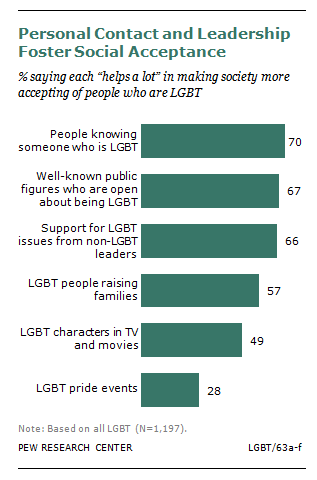 Personal Contact and Leadership
Foster Social Acceptance
% saying each “helps a lot” in making society more
accepting of people who are LGBT
People knowing
someone who is LGBT
70
Well-known public
figures who are open
about being LGBT
67
Support for LGBT
issues from non-LGBT
leaders
66
LGBT people raising
families
57
LGBT characters in TV
and movies
49
LGBT pride events
28
Note: Based on all LGBT (N=1,197).
PEW RESEARCH CENTER LGBT/63a-f